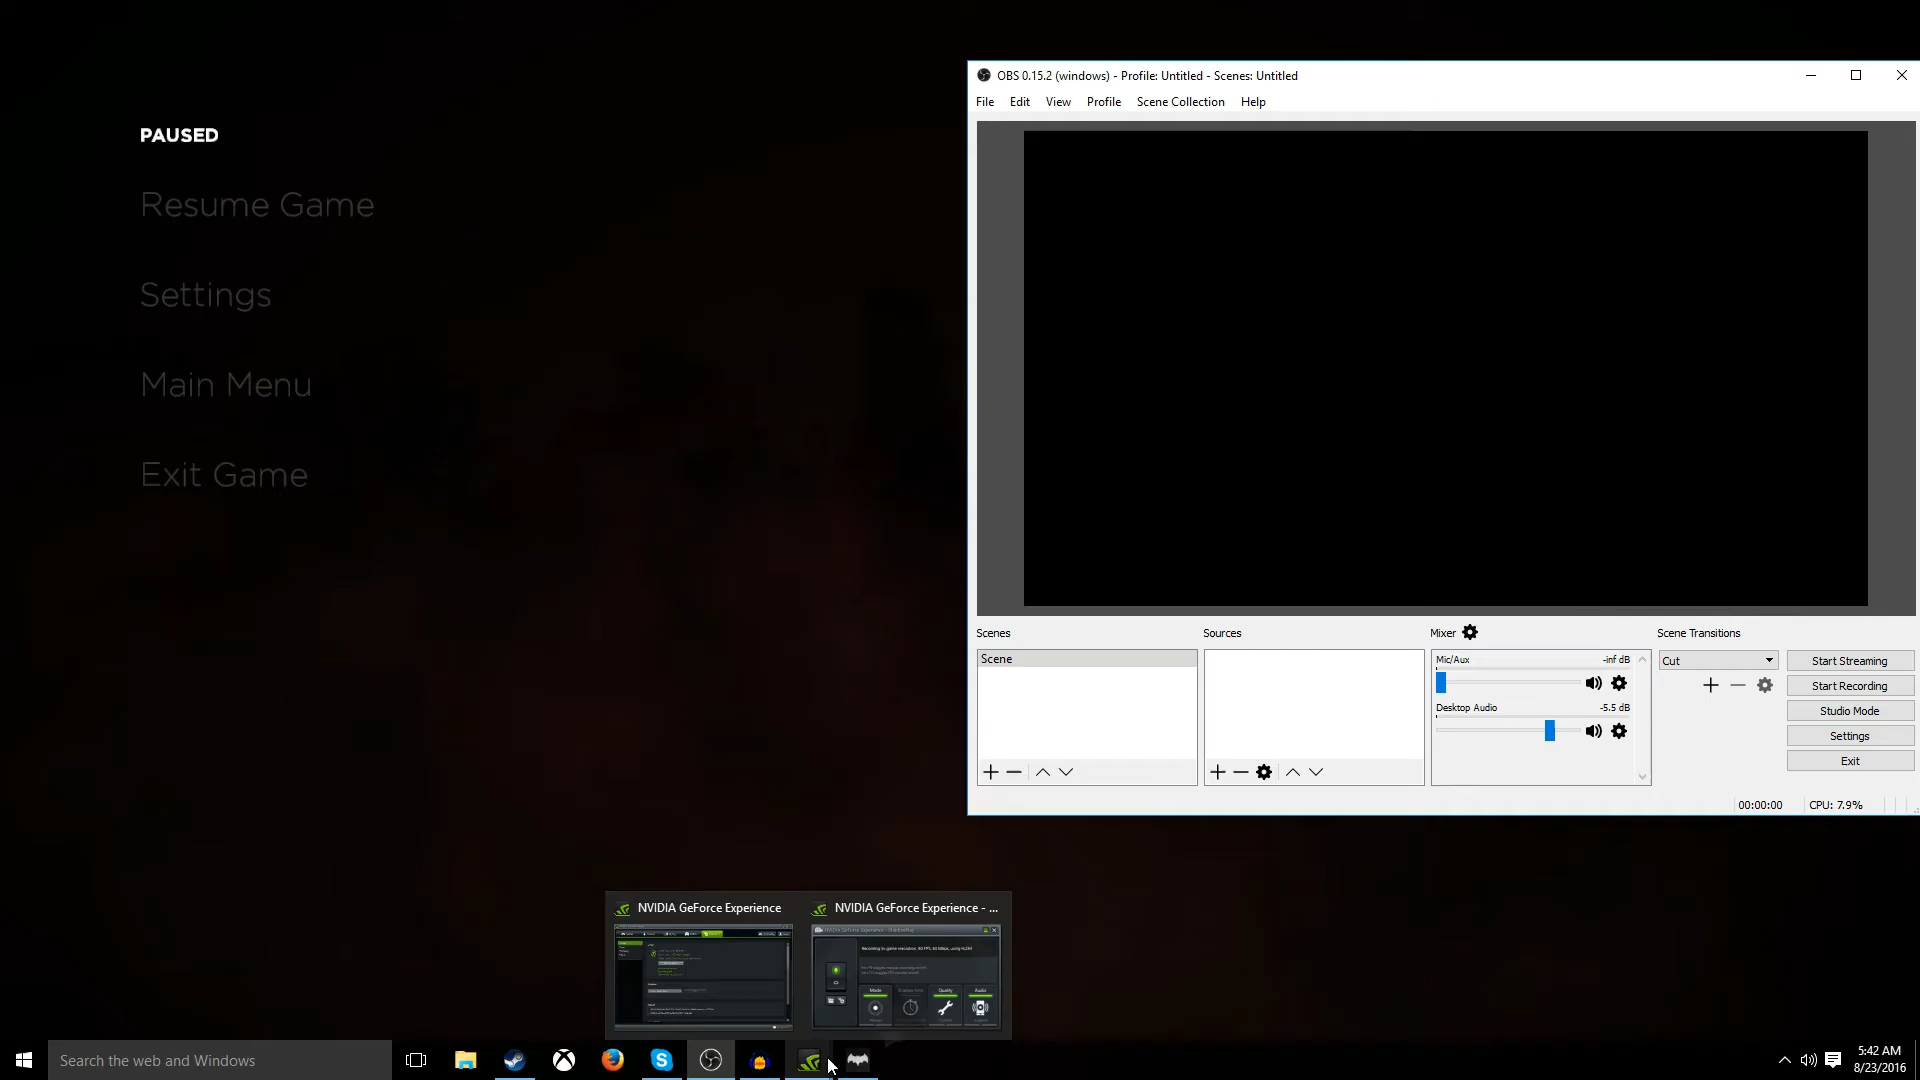 PAUSED
Resume Game
Settings
Main Menu
Exit Game
OBS 0.15.2 (windows) - Profile: Untitled - Scenes: Untitled
File Edit View Profile Scene Collection Help
Scenes
Sources
Mixer
Scene Transitions
Scene
Mic/Aux
-inf dB
Desktop Audio
-5.5 dB
Cut
Start Streaming
Start Recording
Studio Mode
Settings
Exit
00:00:00
CPU: 7.9%
NVIDIA GeForce Experience
NVIDIA GeForce Experience - ...
Mode
Quality
Audio
Search the web and Windows
5:42 AM
8/23/2016